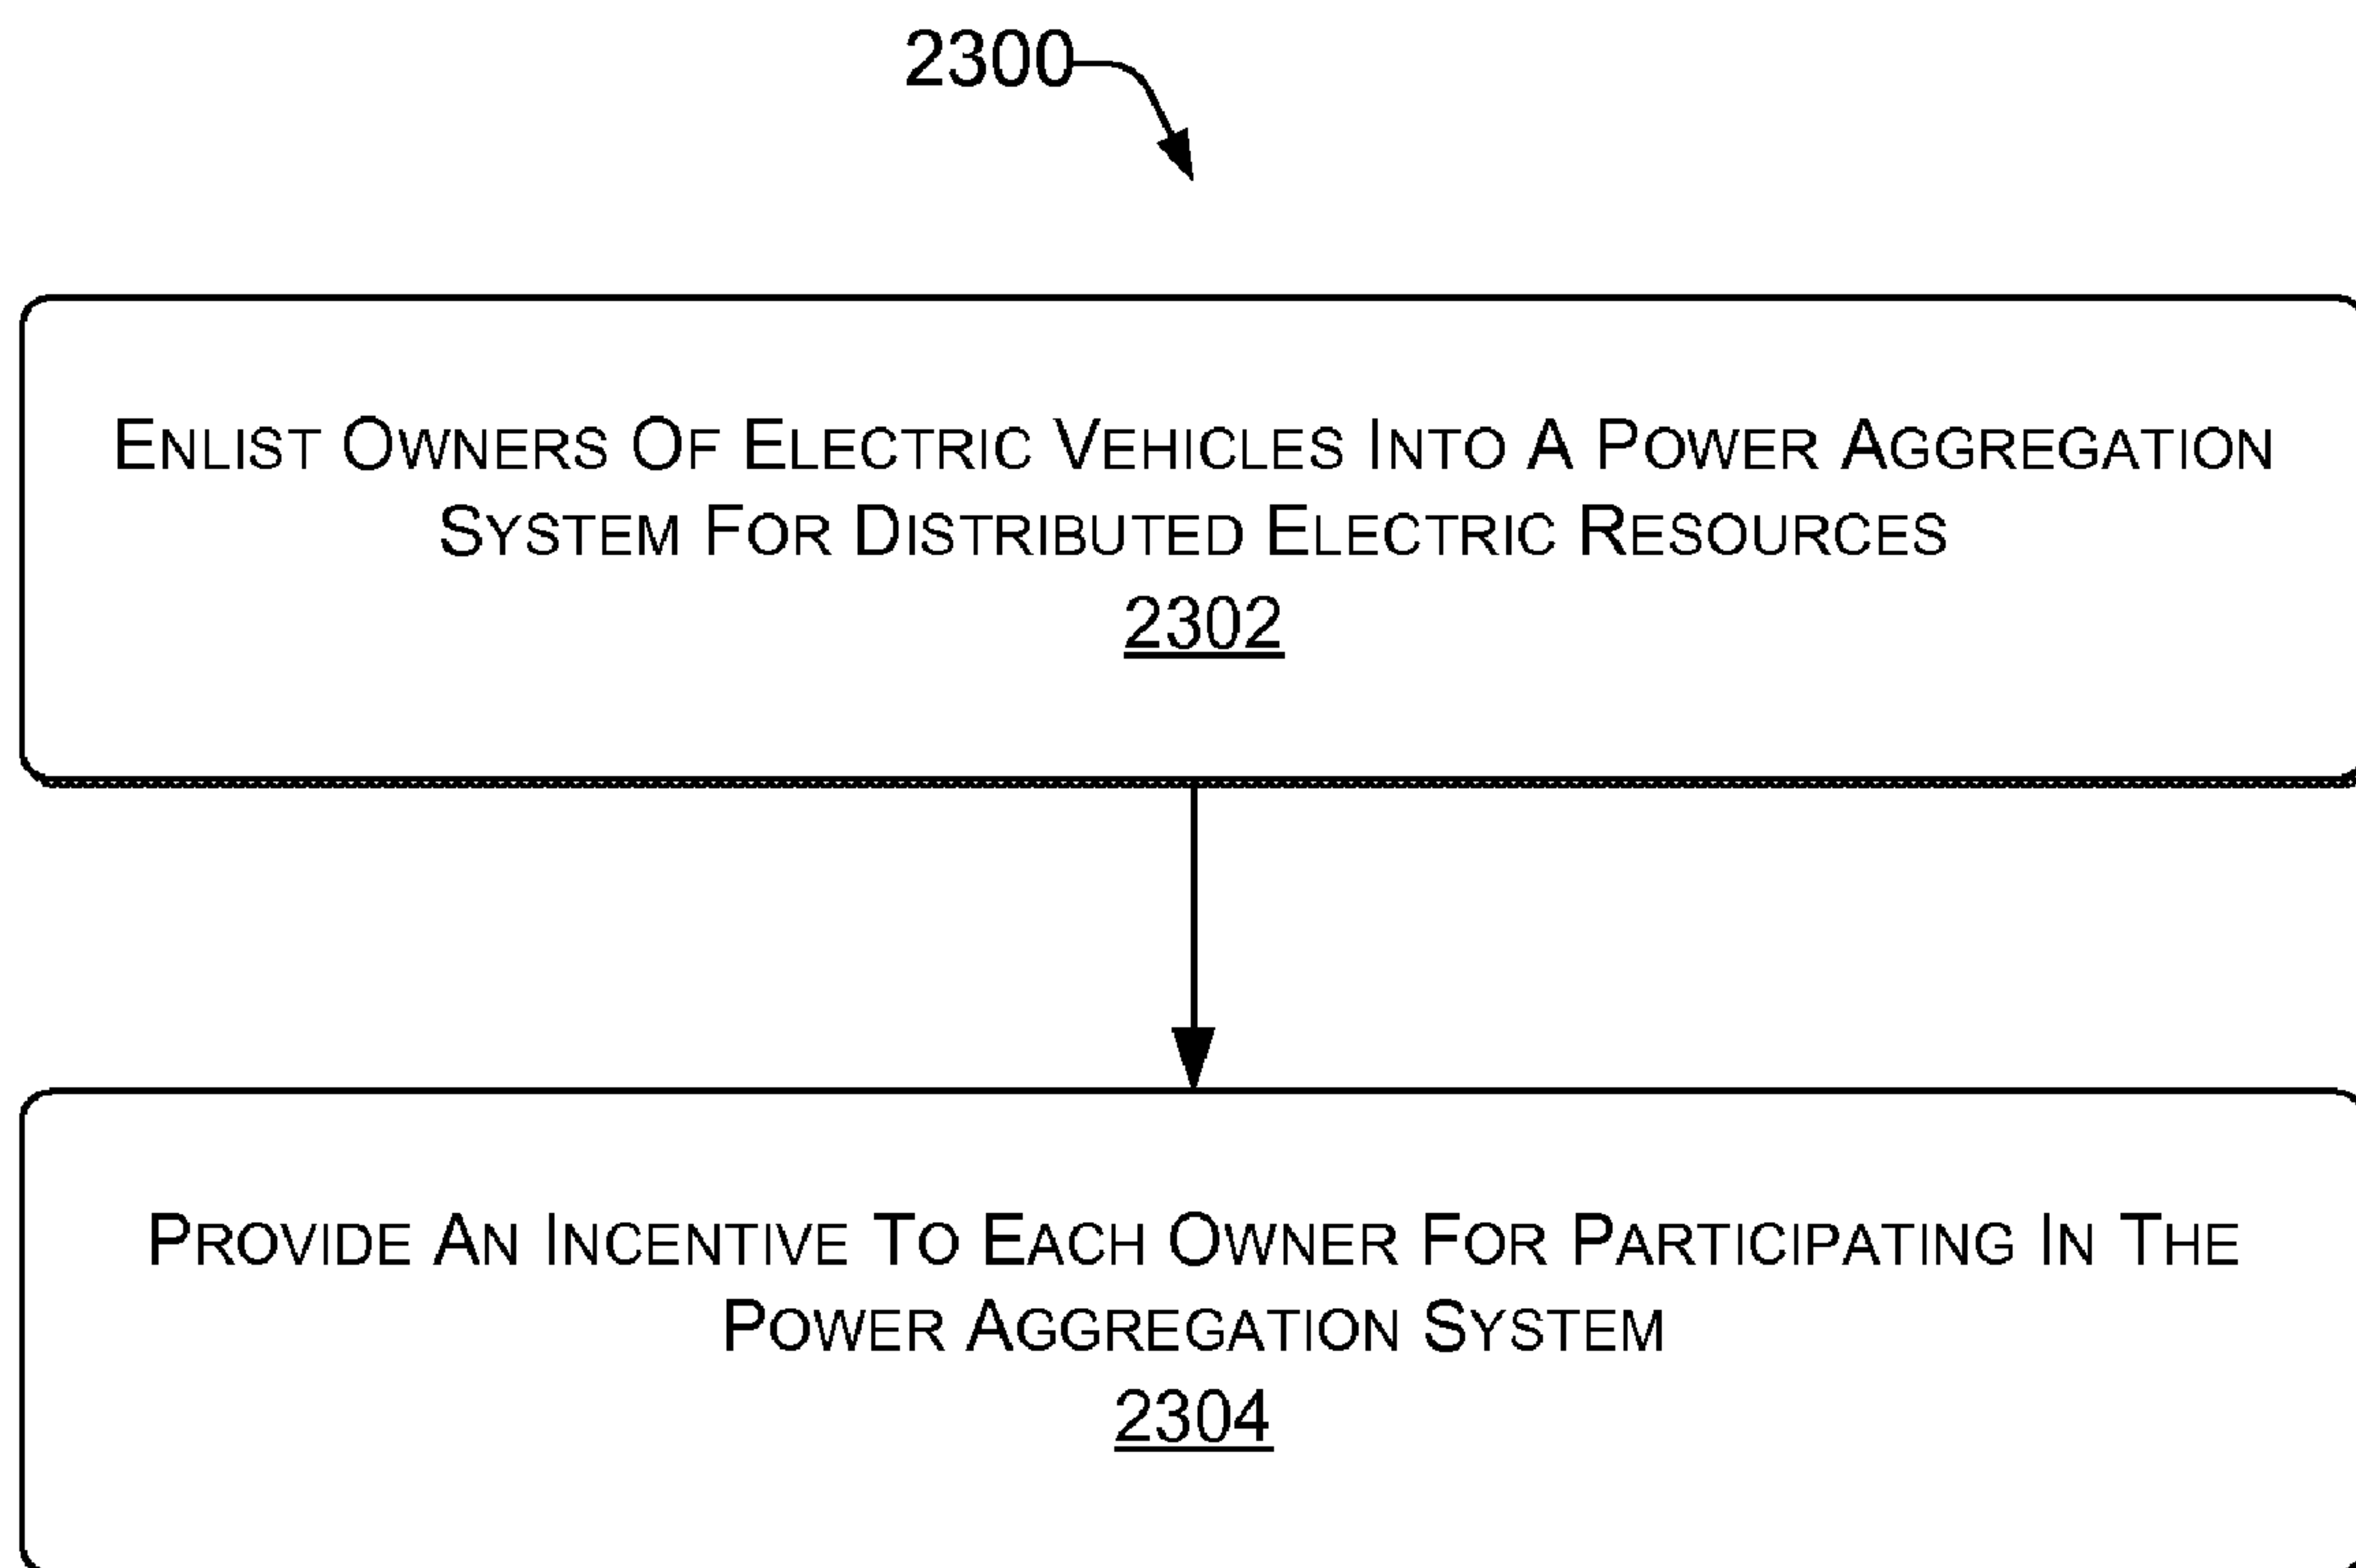 2300
ENLIST OWNERS OF ELECTRIC VEHICLES INTO A POWER AGGREGATION
SYSTEM FOR DISTRIBUTED ELECTRIC RESOURCES
2302
PROVIDE AN INCENTIVE TO EACH OWNER FOR PARTICIPATING IN THE
POWER AGGREGATION SYSTEM
2304